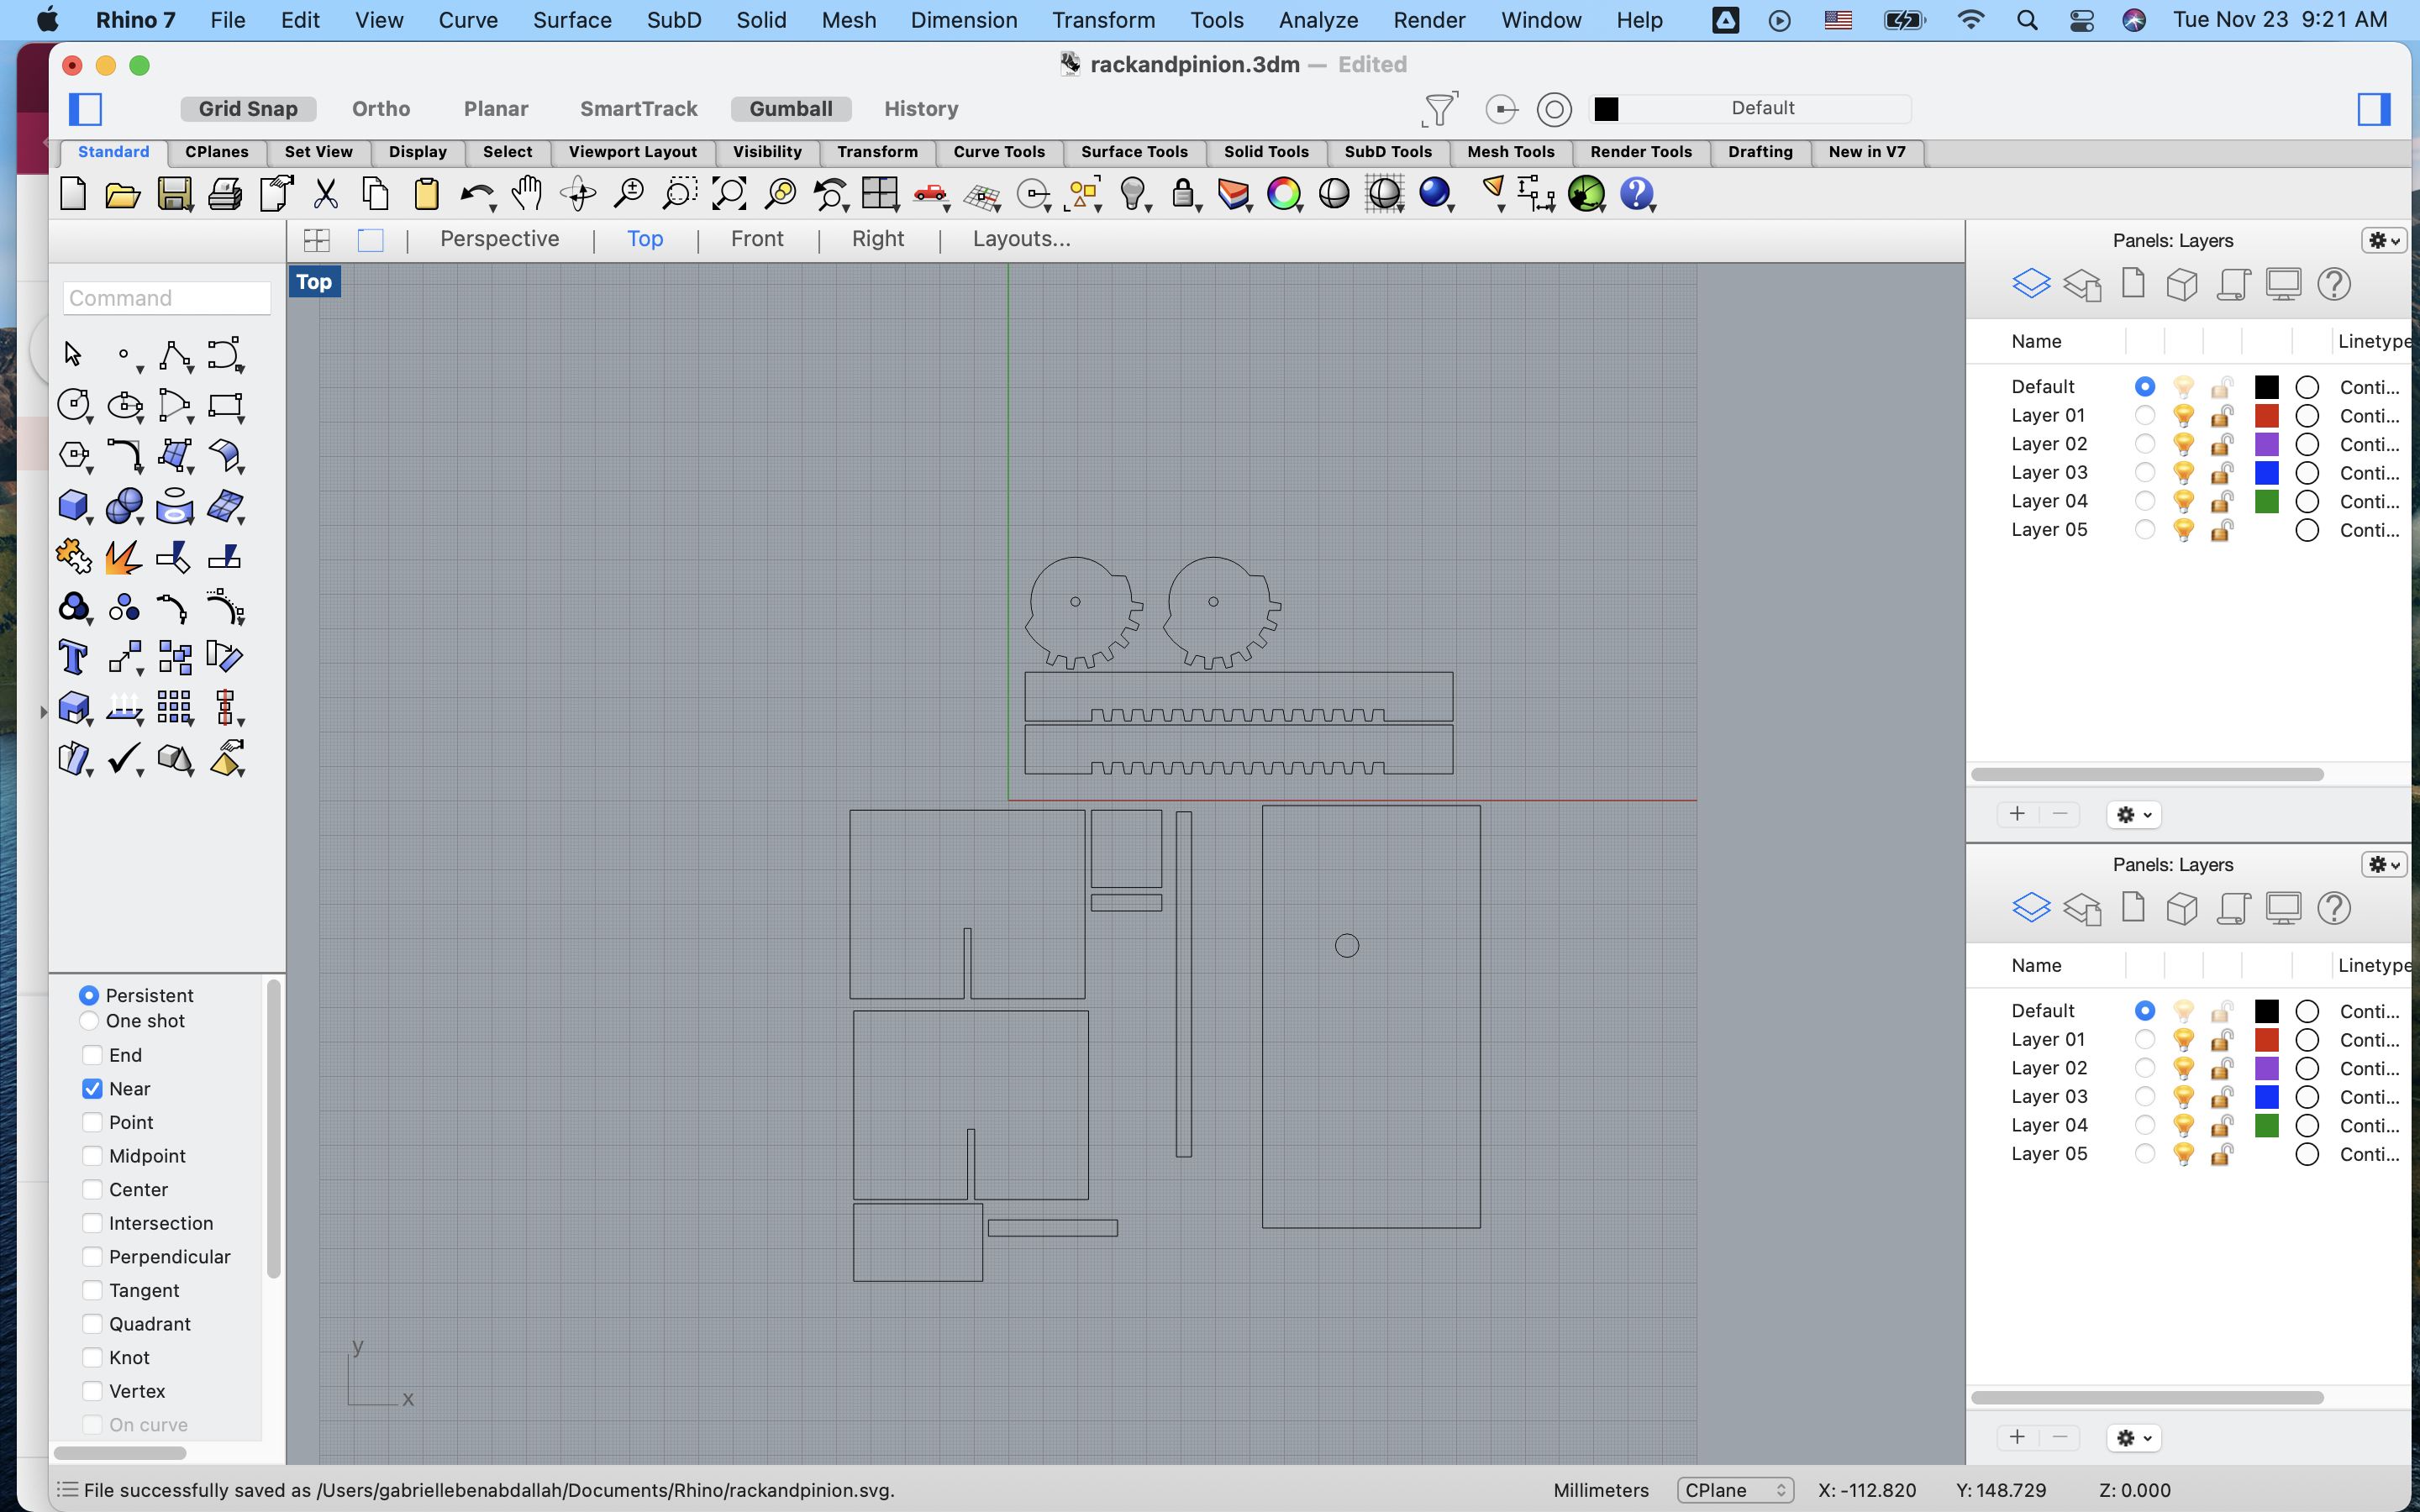 Rhino 7 File Edit View Curve Surface SubD Solid Mesh Dimension Transform Tools Analyze Render Window Help Tue Nov 23 9:21 AM
rackandpinion.3dm — Edited
Grid Snap Ortho Planar SmartTrack Gumball History Default
Standard CPlanes Set View Display Select Viewport Layout Visibility Transform Curve Tools Surface Tools Solid Tools SubD Tools Mesh Tools Render Tools Drafting New in V7
Perspective | Top | Front | Right | Layouts...
Top
Command
Persistent
One shot
End
Near
Point
Midpoint
Center
Intersection
Perpendicular
Tangent
Quadrant
Knot
Vertex
On curve
y
x
Panels: Layers
Name Linetype
Default Conti...
Layer 01 Conti...
Layer 02 Conti...
Layer 03 Conti...
Layer 04 Conti...
Layer 05 Conti...
Panels: Layers
Name Linetype
Default Conti...
Layer 01 Conti...
Layer 02 Conti...
Layer 03 Conti...
Layer 04 Conti...
Layer 05 Conti...
File successfully saved as /Users/gabriellebenabdallah/Documents/Rhino/rackandpinion.svg. Millimeters CPlane X: -112.820 Y: 148.729 Z: 0.000